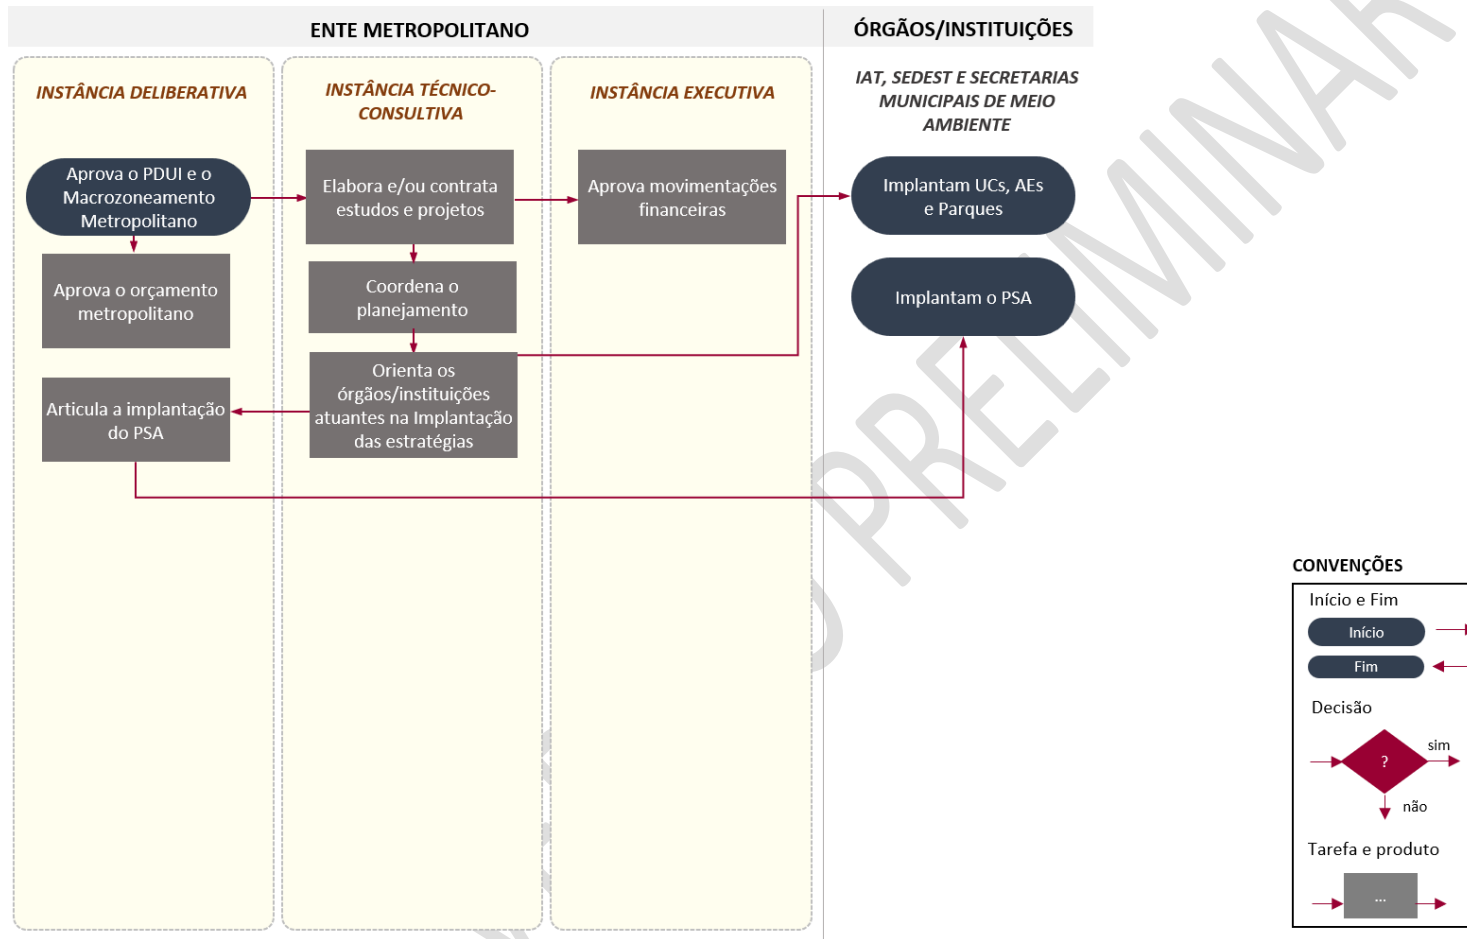 ENTE METROPOLITANO
ÓRGÃOS/INSTITUIÇÕES
INSTÂNCIA DELIBERATIVA
INSTÂNCIA TÉCNICO-
CONSULTIVA
INSTÂNCIA EXECUTIVA
IAT, SEDEST E SECRETARIAS
MUNICIPAIS DE MEIO
AMBIENTE
Aprova o PDUI e o
Macrozoneamento
Metropolitano
Elabora e/ou contrata
estudos e projetos
Aprova movimentações
financeiras
Implantam UCs, AEs
e Parques
Aprova o orçamento
metropolitano
Coordena o
planejamento
Implantam o PSA
Articula a implantação
do PSA
Orienta os
órgãos/instituições
atuantes na Implantação
das estratégias
CONVENÇÕES
Início e Fim
Início
Fim
Decisão
?
sim
não
Tarefa e produto
...
PRELIMINAR